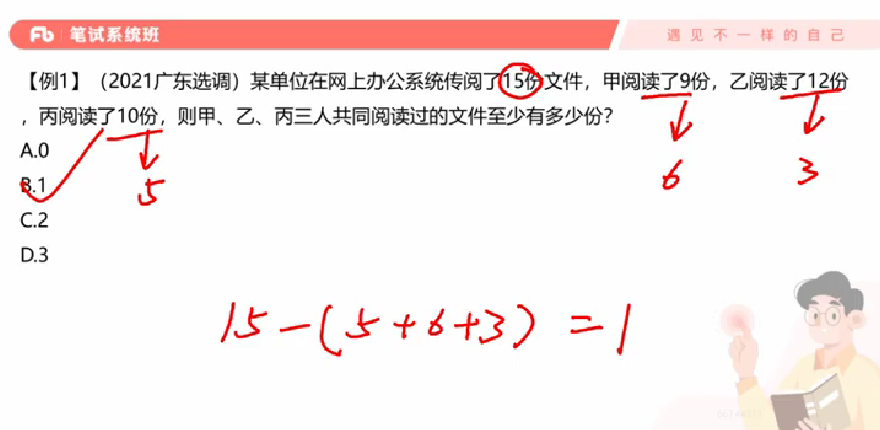 Fb 笔试系统班
遇见不一样的自己
【例1】(2021广东选调)某单位在网上办公系统传阅了15份文件，甲阅读了9份，乙阅读了12份
，丙阅读了10份，则甲、乙、丙三人共同阅读过的文件至少有多少份？
A.0
B.1
C.2
D.3
5
6
3
15-(5+6+3)=1